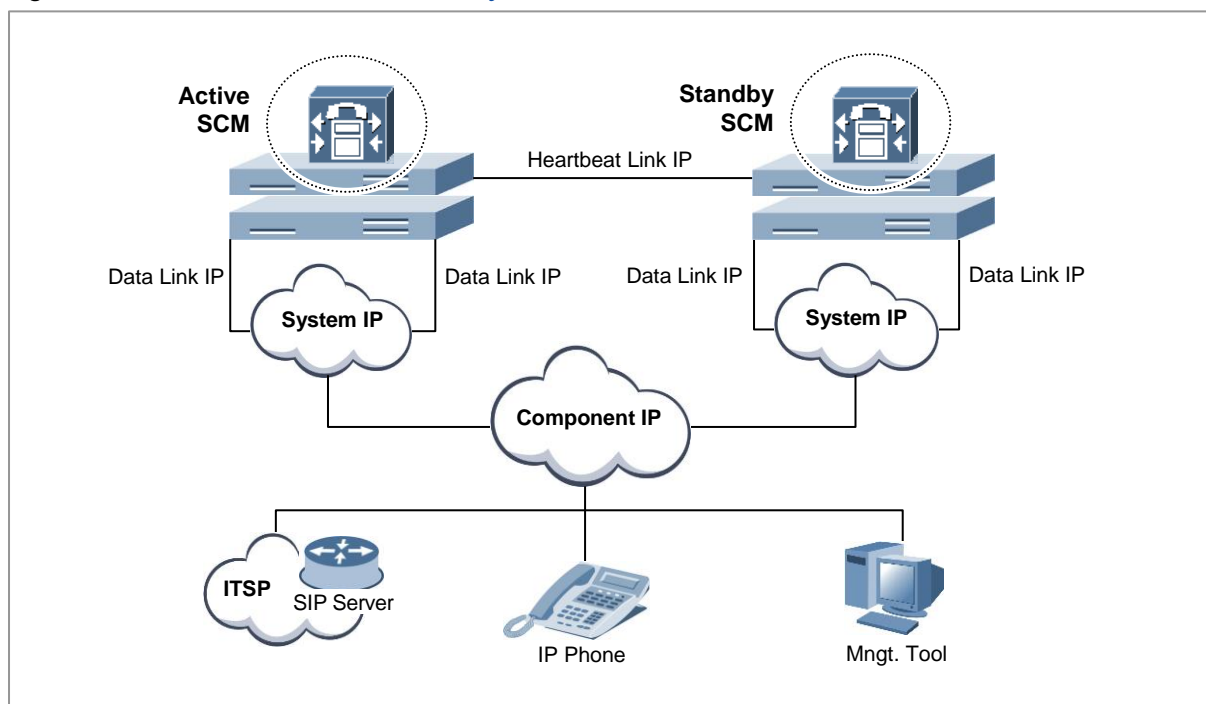 Active
SCM
Standby
SCM
Heartbeat Link IP
Data Link IP
Data Link IP
Data Link IP
Data Link IP
System IP
System IP
Component IP
ITSP
SIP Server
IP Phone
Mngt. Tool